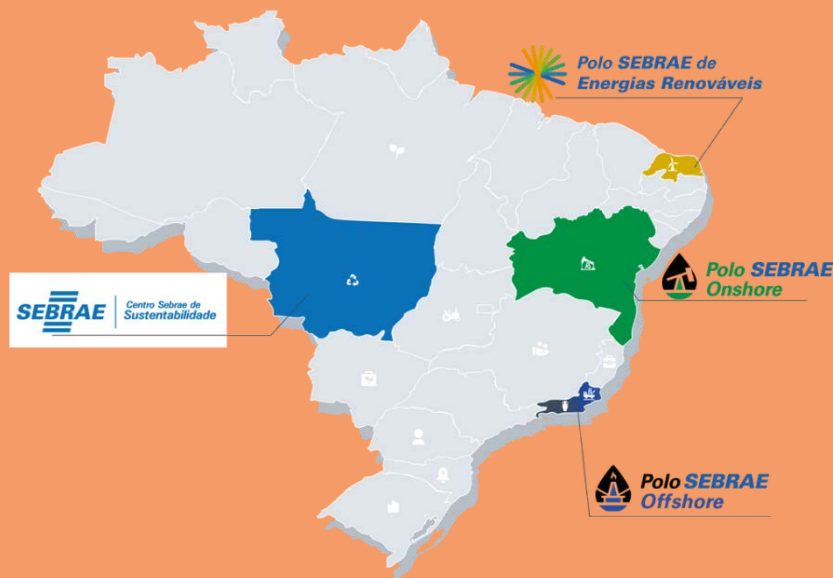 Polo SEBRAE de
Energias Renováveis
Polo SEBRAE
Onshore
SEBRAE
Centro Sebrae de
Sustentabilidade
Polo SEBRAE
Offshore